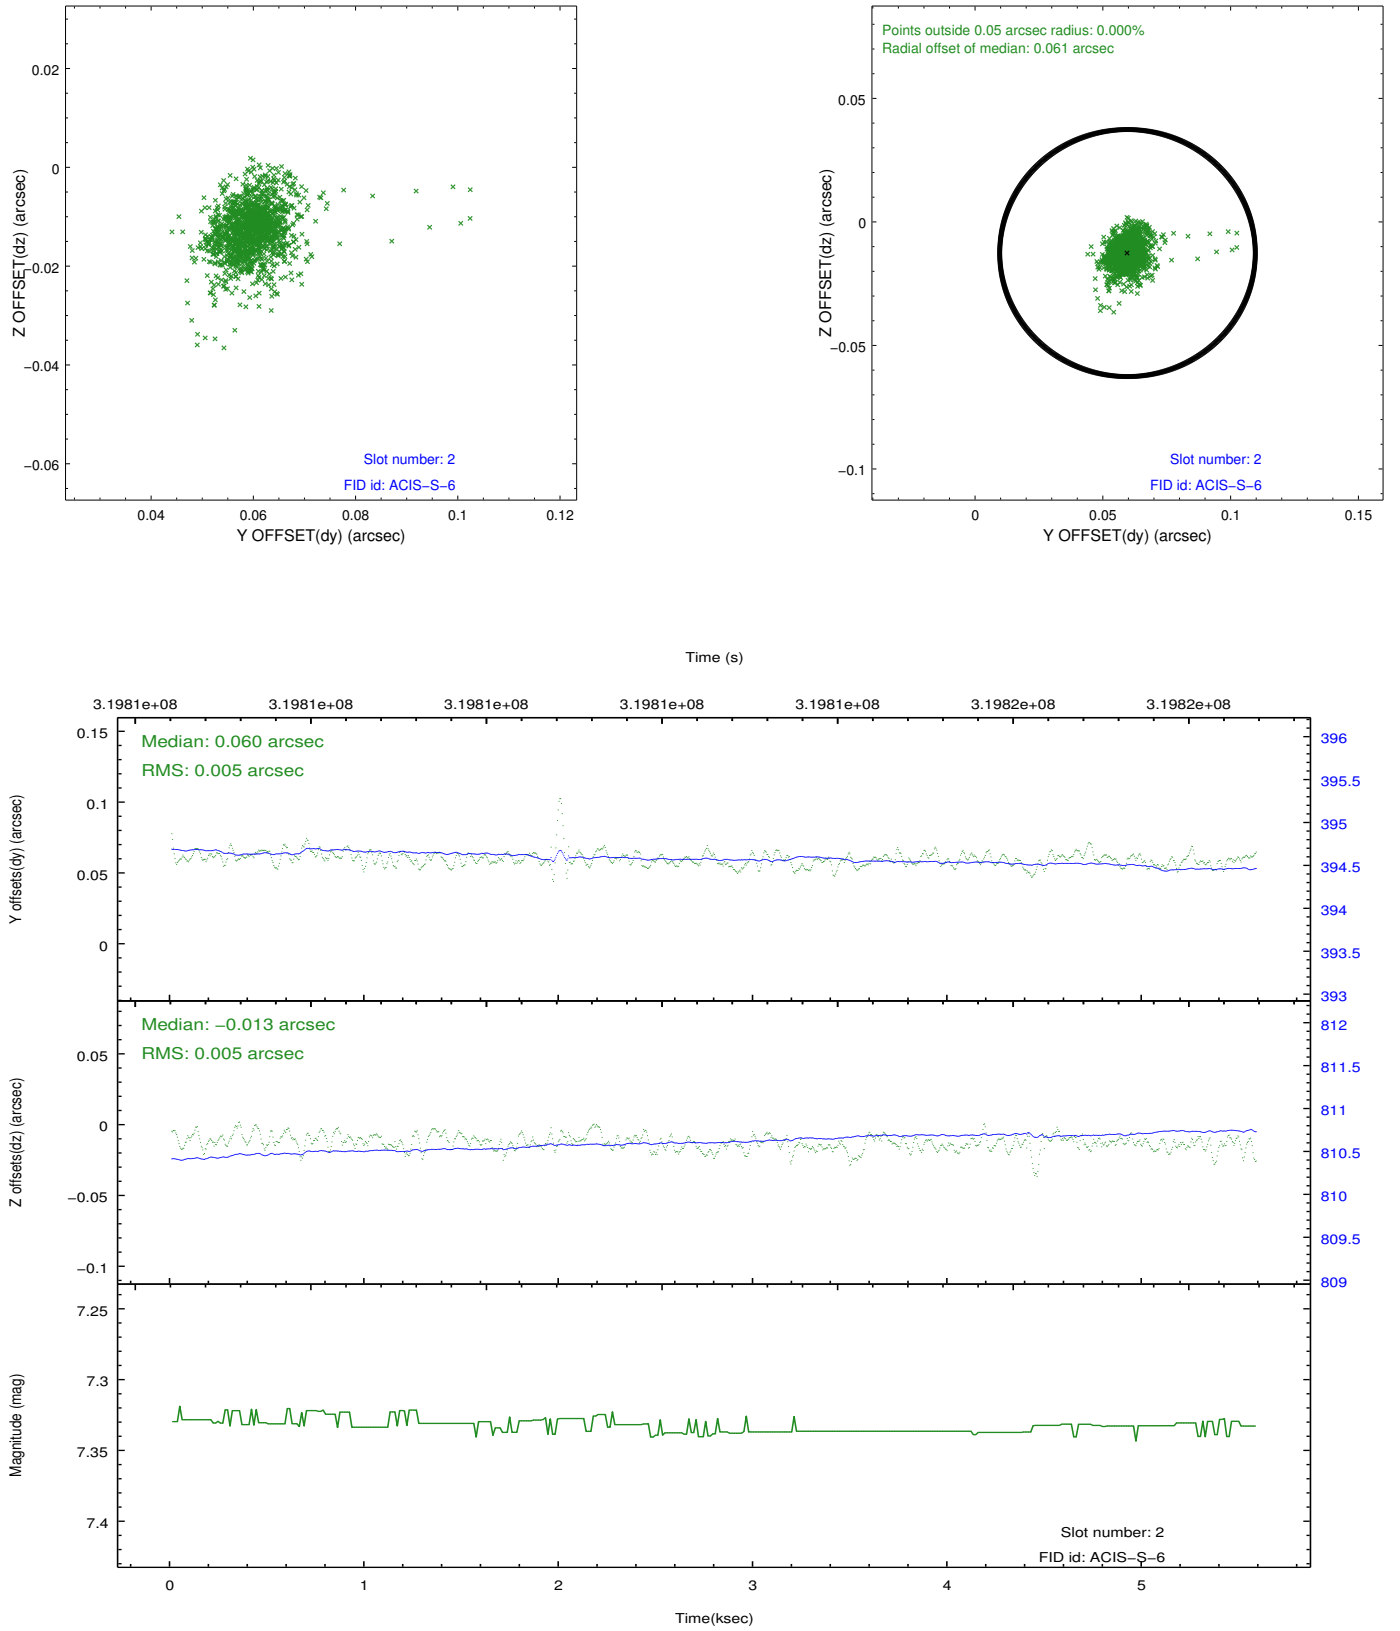 0.02
0
−0.02
−0.04
−0.06
Z OFFSET(dz) (arcsec)
Slot number: 2
FID id: ACIS−S−6
0.04
0.06
0.08
0.1
0.12
Y OFFSET(dy) (arcsec)
Points outside 0.05 arcsec radius: 0.000%
Radial offset of median: 0.061 arcsec
0.05
0
−0.05
−0.1
Z OFFSET(dz) (arcsec)
Slot number: 2
FID id: ACIS−S−6
0
0.05
0.1
0.15
Y OFFSET(dy) (arcsec)
Time (s)
3.1981e+08
3.1981e+08
3.1981e+08
3.1981e+08
3.1981e+08
3.1982e+08
3.1982e+08
Median: 0.060 arcsec
RMS: 0.005 arcsec
0.15
0.1
0.05
0
Y offsets(dy) (arcsec)
396
395.5
395
394.5
394
393.5
393
Median: −0.013 arcsec
RMS: 0.005 arcsec
0.05
0
−0.05
−0.1
Z offsets(dz) (arcsec)
812
811.5
811
810.5
810
809.5
809
7.25
7.3
7.35
7.4
Magnitude (mag)
Slot number: 2
FID id: ACIS−S−6
0
1
2
3
4
5
Time(ksec)